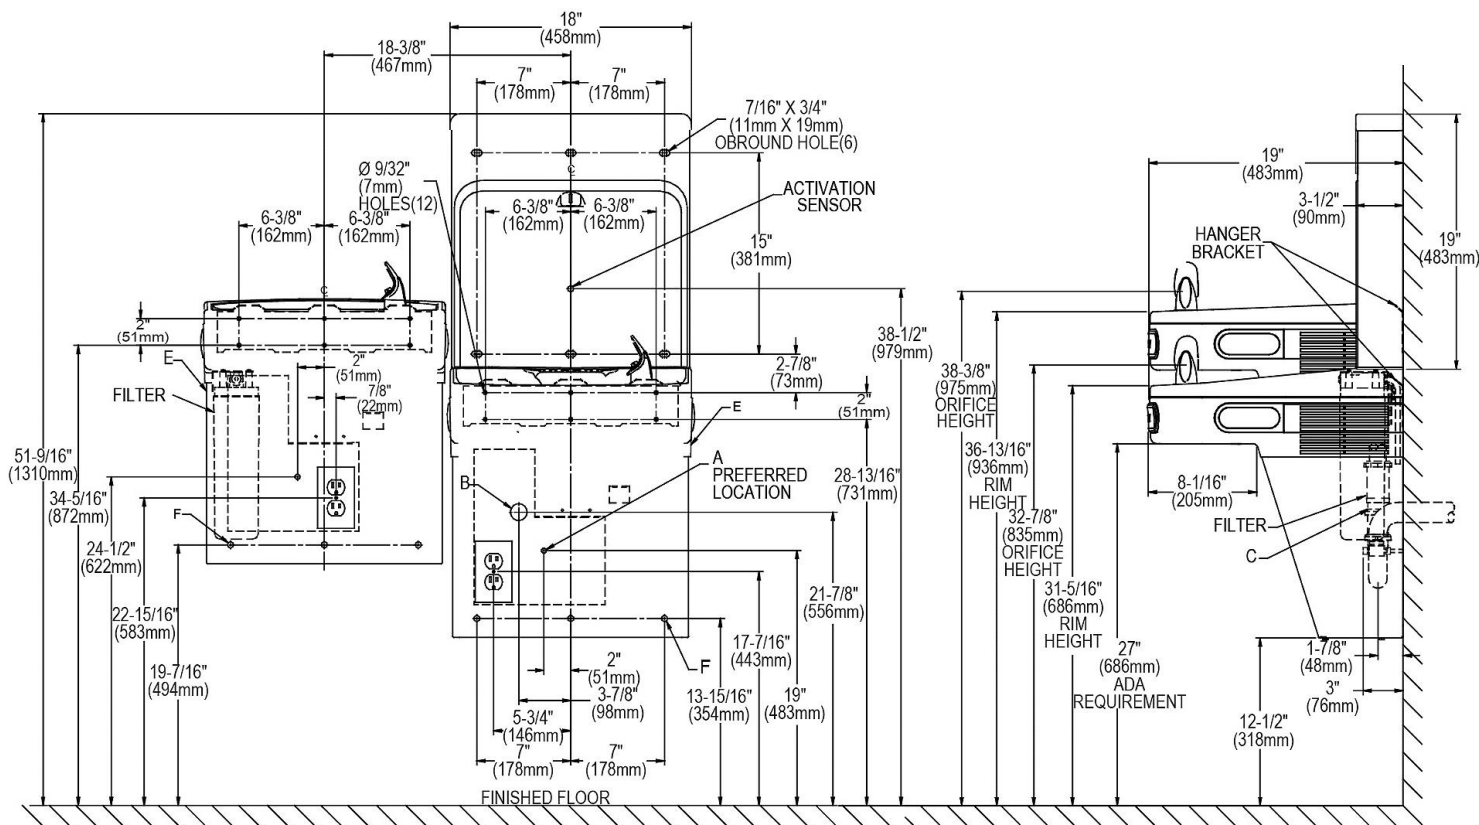 18"
(458mm)
18-3/8"
(467mm)
7"
(178mm)
7"
(178mm)
7/16" X 3/4"
(11mm X 19mm)
OBROUND HOLE(6)
℄
Ø 9/32"
(7mm)
HOLES(12)
ACTIVATION
SENSOR
6-3/8"
(162mm)
6-3/8"
(162mm)
6-3/8"
(162mm)
6-3/8"
(162mm)
15"
(381mm)
℄
2"
(51mm)
E
FILTER
2"
(51mm)
7/8"
(22mm)
38-1/2"
(979mm)
2-7/8"
(73mm)
2"
(51mm)
E
51-9/16"
(1310mm)
34-5/16"
(872mm)
24-1/2"
(622mm)
F
22-15/16"
(583mm)
19-7/16"
(494mm)
B
A
PREFERRED
LOCATION
28-13/16"
(731mm)
21-7/8"
(556mm)
17-7/16"
(443mm)
F
2"
(51mm)
3-7/8"
(98mm)
13-15/16"
(354mm)
19"
(483mm)
5-3/4"
(146mm)
7"
(178mm)
7"
(178mm)
FINISHED FLOOR
19"
(483mm)
3-1/2"
(90mm)
HANGER
BRACKET
19"
(483mm)
38-3/8"
(975mm)
ORIFICE
HEIGHT
36-13/16"
(936mm)
RIM
HEIGHT
32-7/8"
(835mm)
ORIFICE
HEIGHT
31-5/16"
(686mm)
RIM
HEIGHT
8-1/16"
(205mm)
FILTER
C
27"
(686mm)
ADA
REQUIREMENT
1-7/8"
(48mm)
3"
(76mm)
12-1/2"
(318mm)